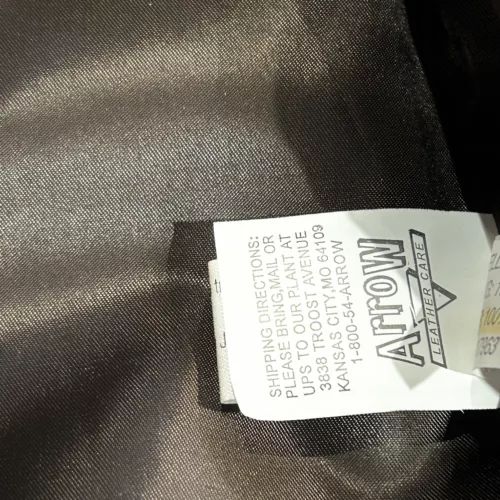 SHIPPING DIRECTIONS:
PLEASE BRING,MAIL OR
UPS TO OUR PLANT AT
3838 TROOST AVENUE
KANSAS CITY,MO 64109
1-800-54-ARROW
Arrow
LEATHER CARE